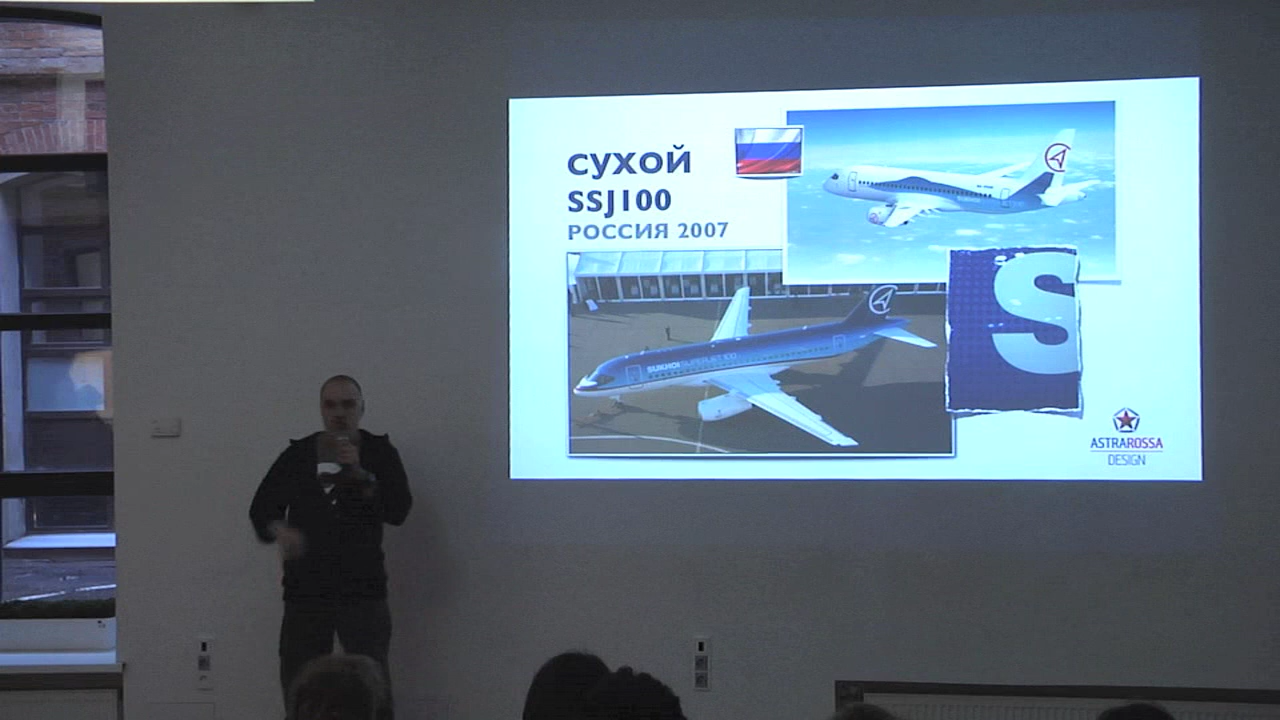 СУХОЙ
SSJ100
РОССИЯ 2007
SUKHOI SUPERJET 100
S
ASTRAROSSA
DESIGN